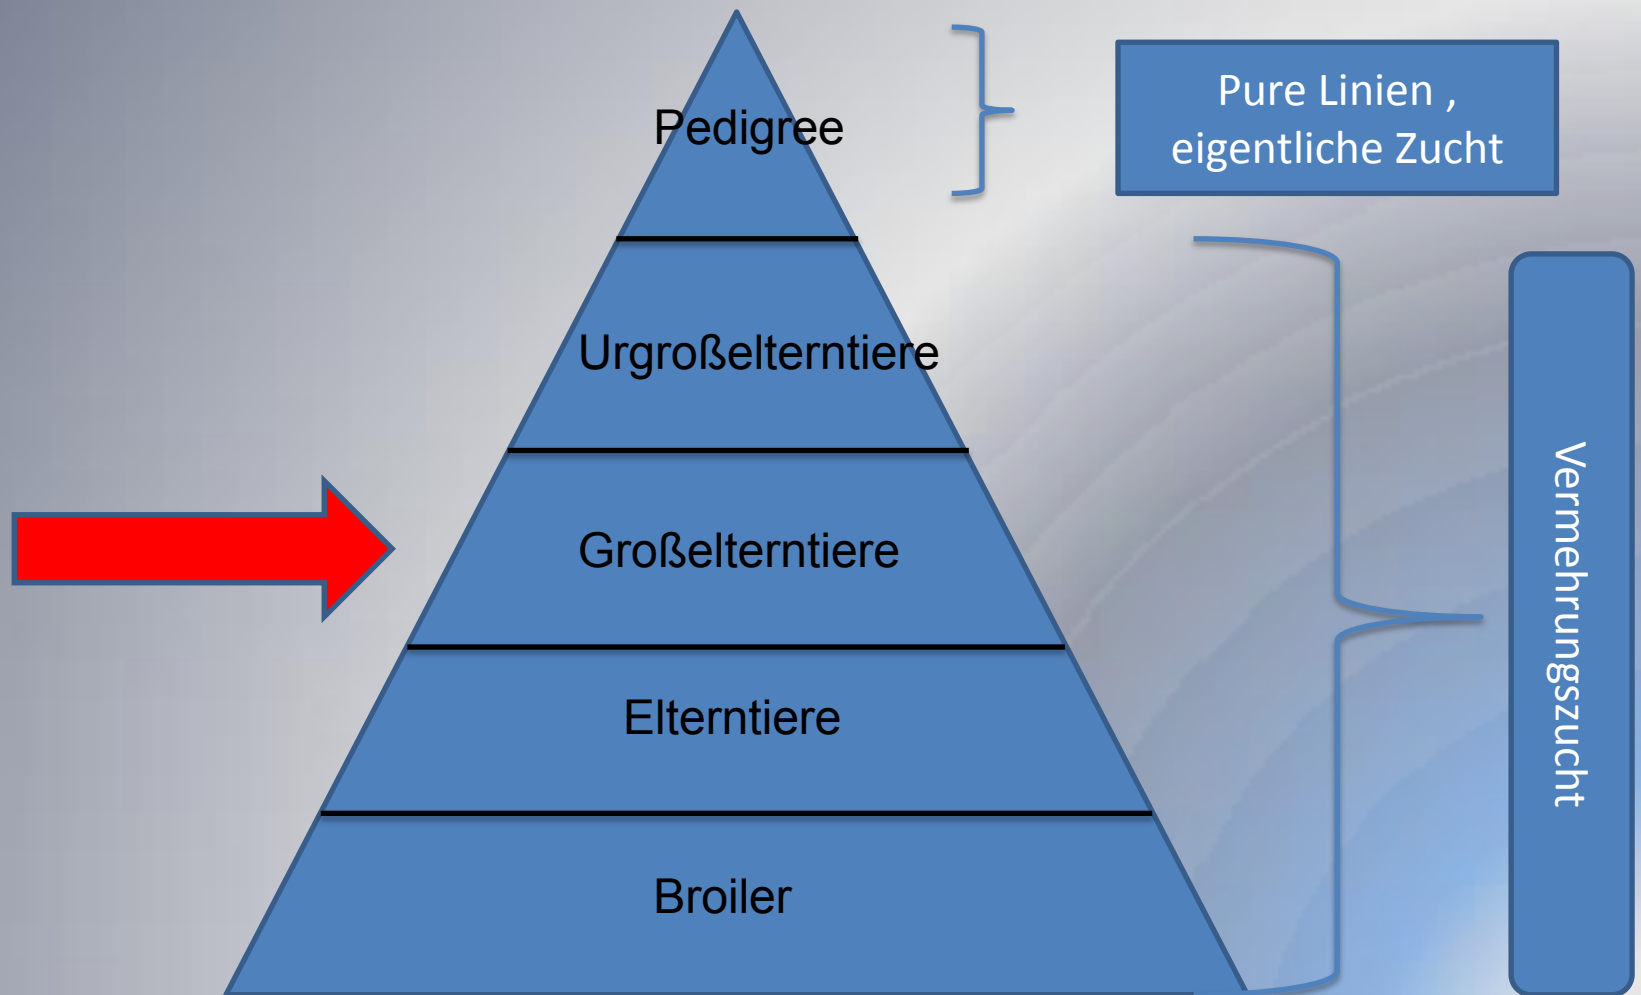 Pedigree
Pure Linien ,
eigentliche Zucht
Urgroßelterntiere
Großelterntiere
Elterntiere
Broiler
Vermehrungszucht